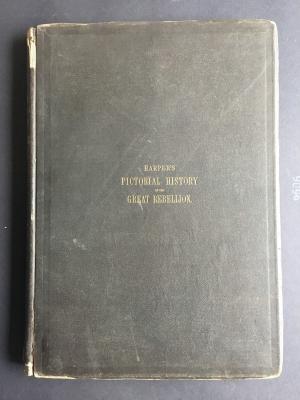 HARPER'S
PICTORIAL HISTORY
OF THE
GREAT REBELLION.